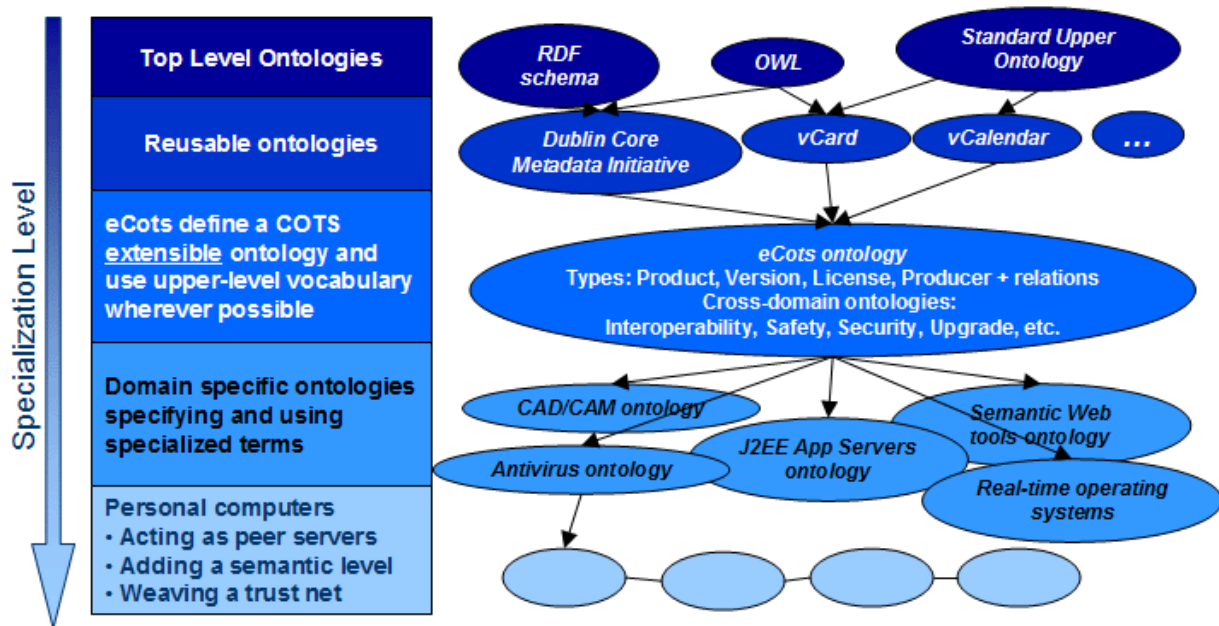 Specialization Level
Top Level Ontologies
RDF
schema
OWL
Standard Upper
Ontology
Reusable ontologies
Dublin Core
Metadata Initiative
vCard
vCalendar
...
eCots define a COTS
extensible ontology and
use upper-level vocabulary
wherever possible
eCots ontology
Types: Product, Version, License, Producer + relations
Cross-domain ontologies:
Interoperability, Safety, Security, Upgrade, etc.
Domain specific ontologies
specifying and using
specialized terms
CAD/CAM ontology
Antivirus ontology
J2EE App Servers
ontology
Semantic Web
tools ontology
Real-time operating
systems
Personal computers
• Acting as peer servers
• Adding a semantic level
• Weaving a trust net